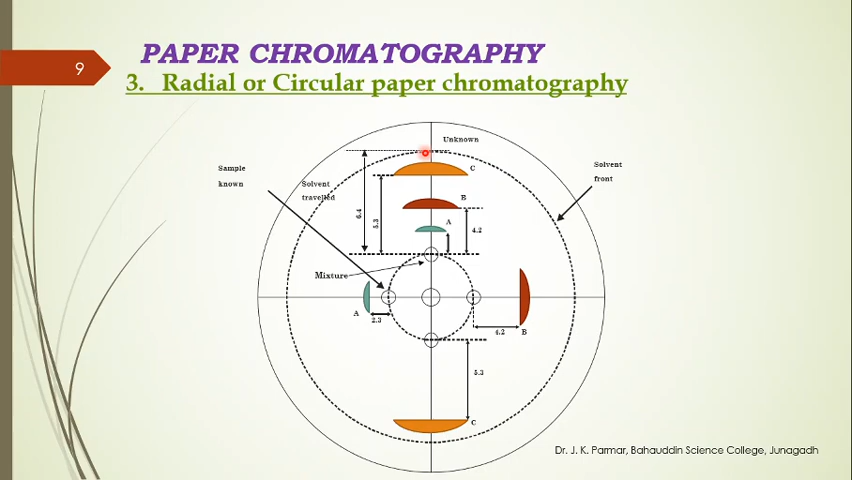 9
PAPER CHROMATOGRAPHY
3. Radial or Circular paper chromatography
Unknown
Sample
known
Solvent
travelled
Solvent
front
C
B
A
6.4
5.3
4.2
Mixture
A
2.3
4.2
B
5.3
C
Dr. J. K. Parmar, Bahauddin Science College, Junagadh